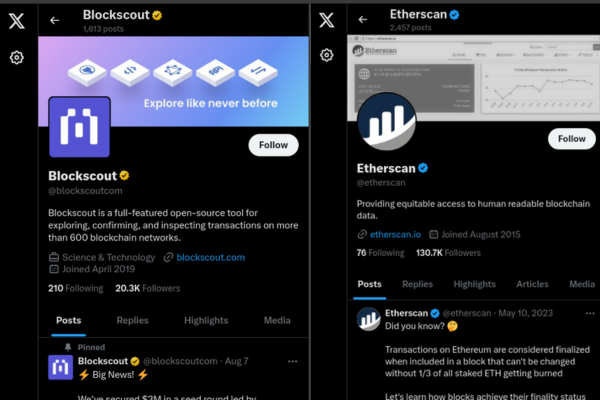 Blockscout
1,613 posts
Explore like never before
Follow
Blockscout
@blockscoutcom
Blockscout is a full-featured open-source tool for
exploring, confirming, and inspecting transactions on more
than 600 blockchain networks.
Science & Technology blockscout.com
Joined April 2019
210 Following 20.3K Followers
Posts Replies Highlights Media
Pinned
Blockscout @blockscoutcom · Aug 7
⚡ Big News! ⚡
We've secured $3M in a seed round led by
Etherscan
2,457 posts
Etherscan
Follow
Etherscan
@etherscan
Providing equitable access to human readable blockchain
data.
etherscan.io Joined August 2015
76 Following 130.7K Followers
Posts Replies Highlights Articles Media
Etherscan @etherscan · May 10, 2023
Did you know? 🤔
Transactions on Ethereum are considered finalized
when included in a block that can't be changed
without 1/3 of all staked ETH getting burned
Let's learn how blocks achieve their finality status